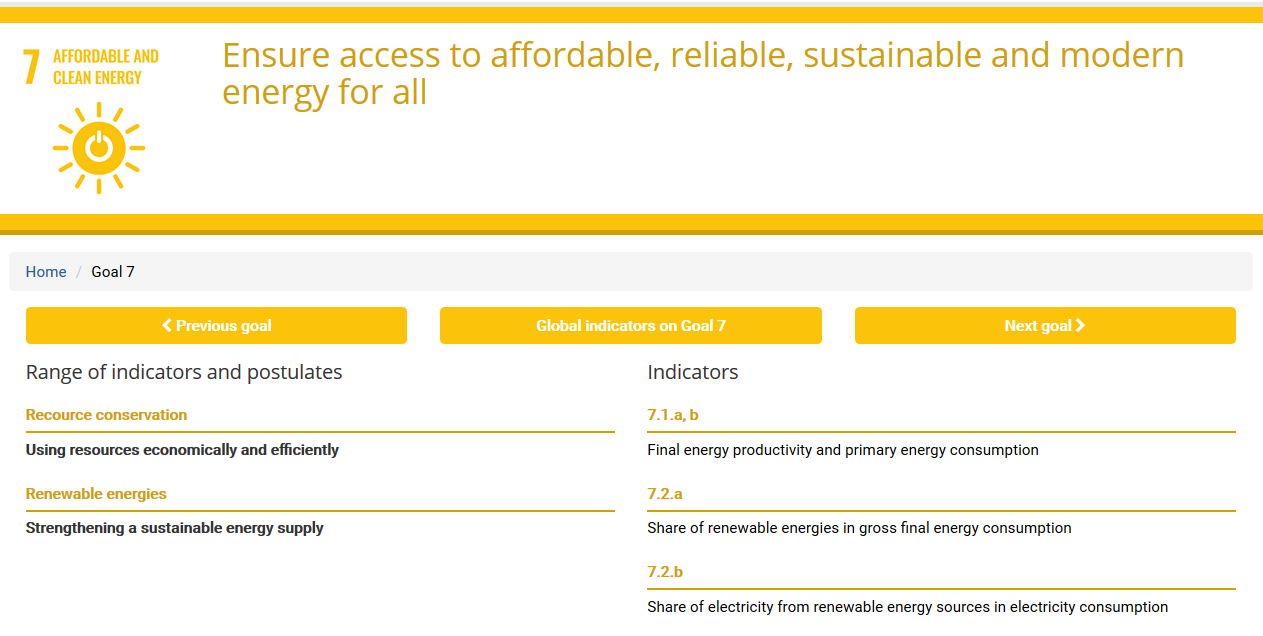 7 AFFORDABLE AND
CLEAN ENERGY
Ensure access to affordable, reliable, sustainable and modern
energy for all
Home / Goal 7
Previous goal
Global indicators on Goal 7
Next goal
Range of indicators and postulates
Indicators
Recource conservation
7.1.a, b
Using resources economically and efficiently
Final energy productivity and primary energy consumption
Renewable energies
7.2.a
Strengthening a sustainable energy supply
Share of renewable energies in gross final energy consumption
7.2.b
Share of electricity from renewable energy sources in electricity consumption